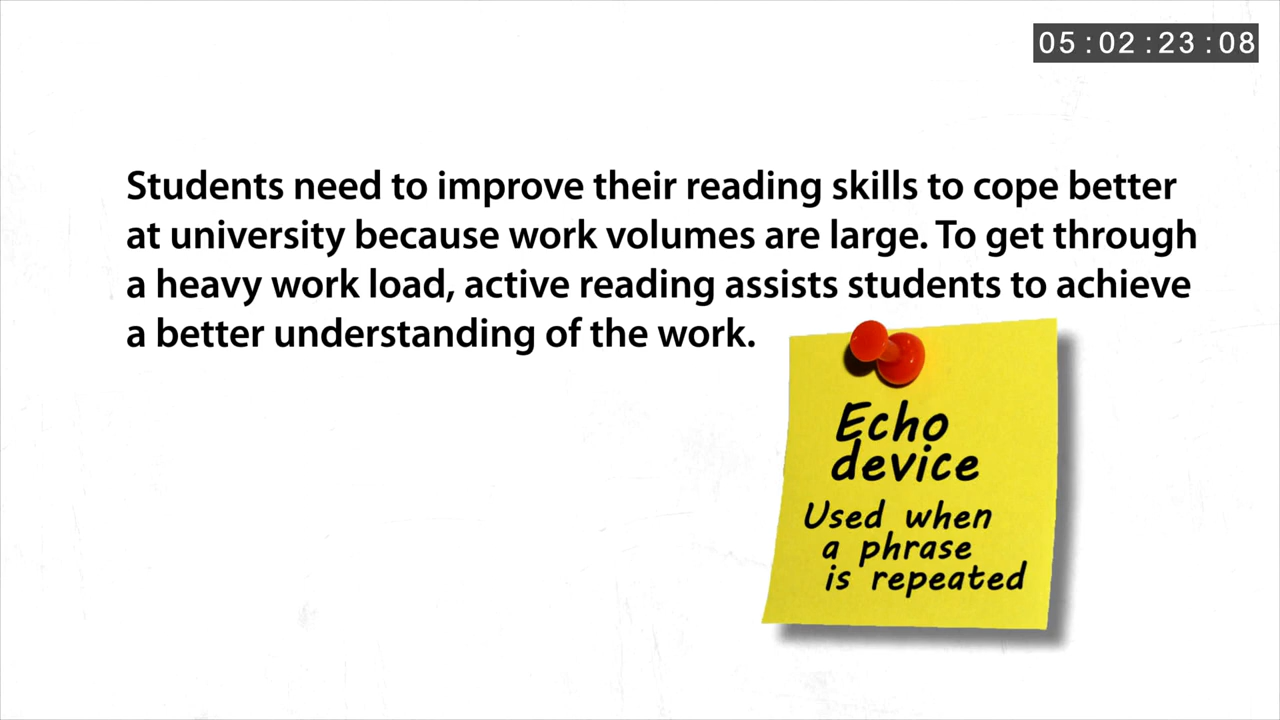 05:02:23:08
Students need to improve their reading skills to cope better
at university because work volumes are large. To get through
a heavy work load, active reading assists students to achieve
a better understanding of the work.
Echo
device
Used when
a phrase
is repeated